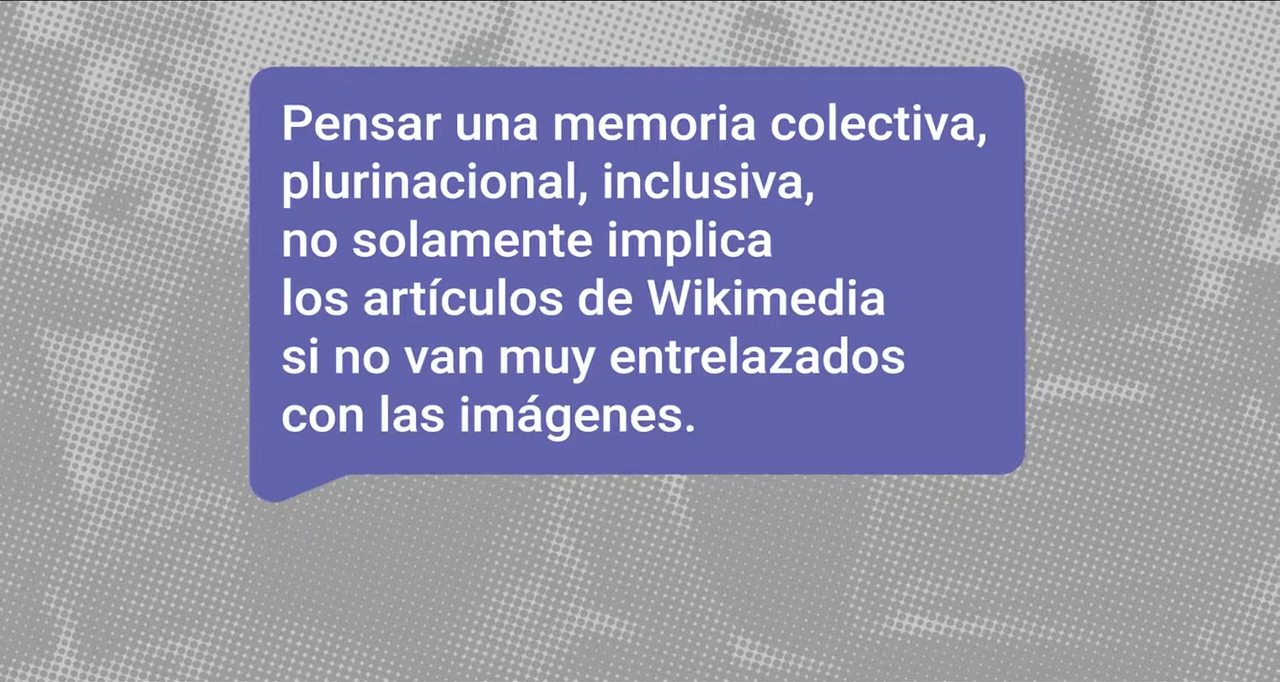 Pensar una memoria colectiva,
plurinacional, inclusiva,
no solamente implica
los artículos de Wikimedia
si no van muy entrelazados
con las imágenes.